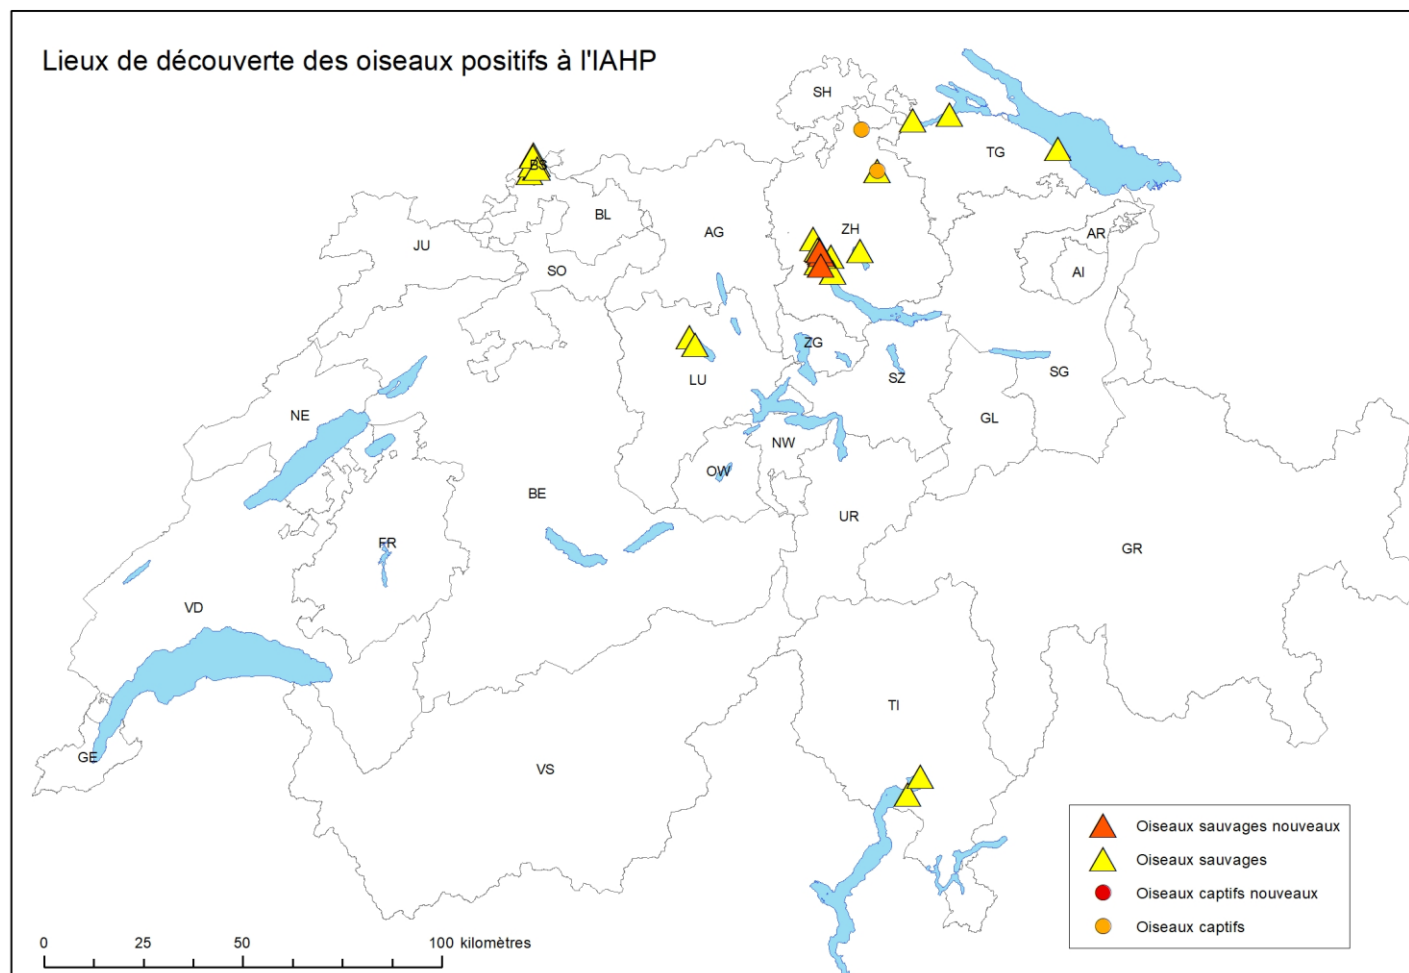 Lieux de découverte des oiseaux positifs à l'IAHP
SH
BS
TG
BL
AG
ZH
JU
AR
SO
AI
ZG
SG
LU
SZ
NE
GL
NW
OW
BE
UR
FR
GR
VD
TI
GE
VS
Oiseaux sauvages nouveaux
Oiseaux sauvages
Oiseaux captifs nouveaux
Oiseaux captifs
0 25 50 100 kilomètres